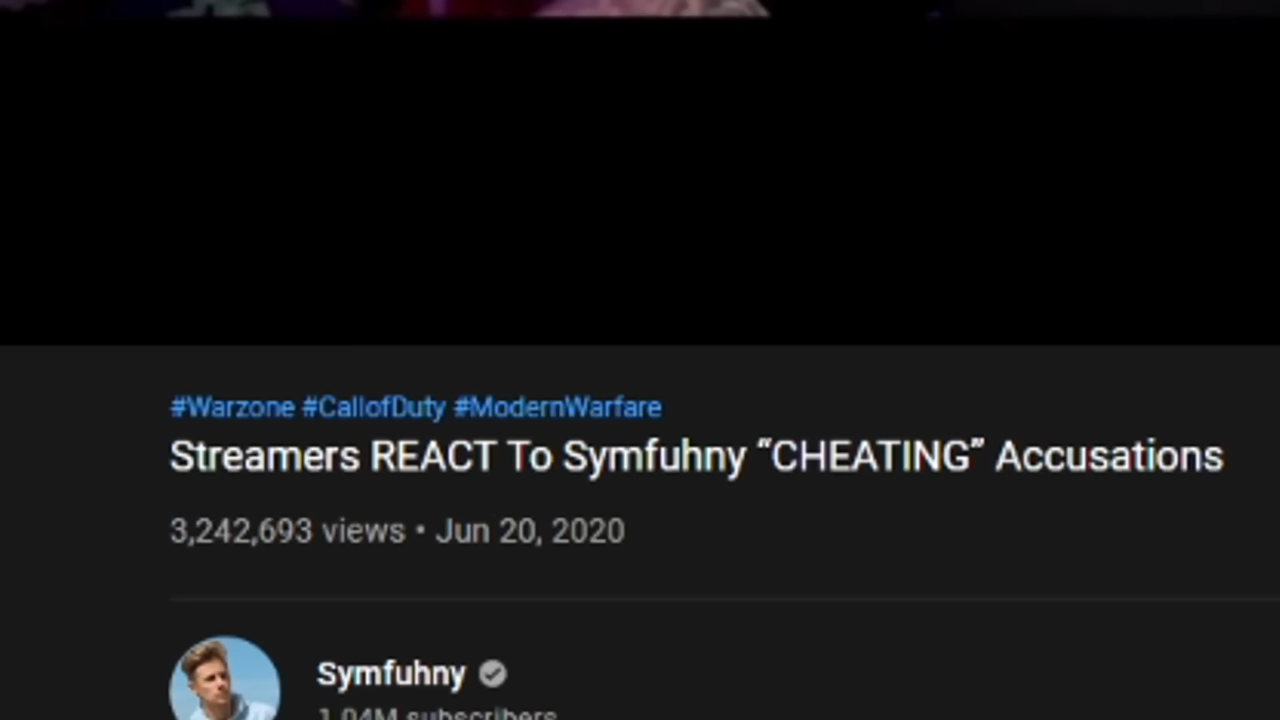 #Warzone #CallofDuty #ModernWarfare
Streamers REACT To Symfuhny “CHEATING” Accusations
3,242,693 views • Jun 20, 2020
Symfuhny
1.04M subscribers